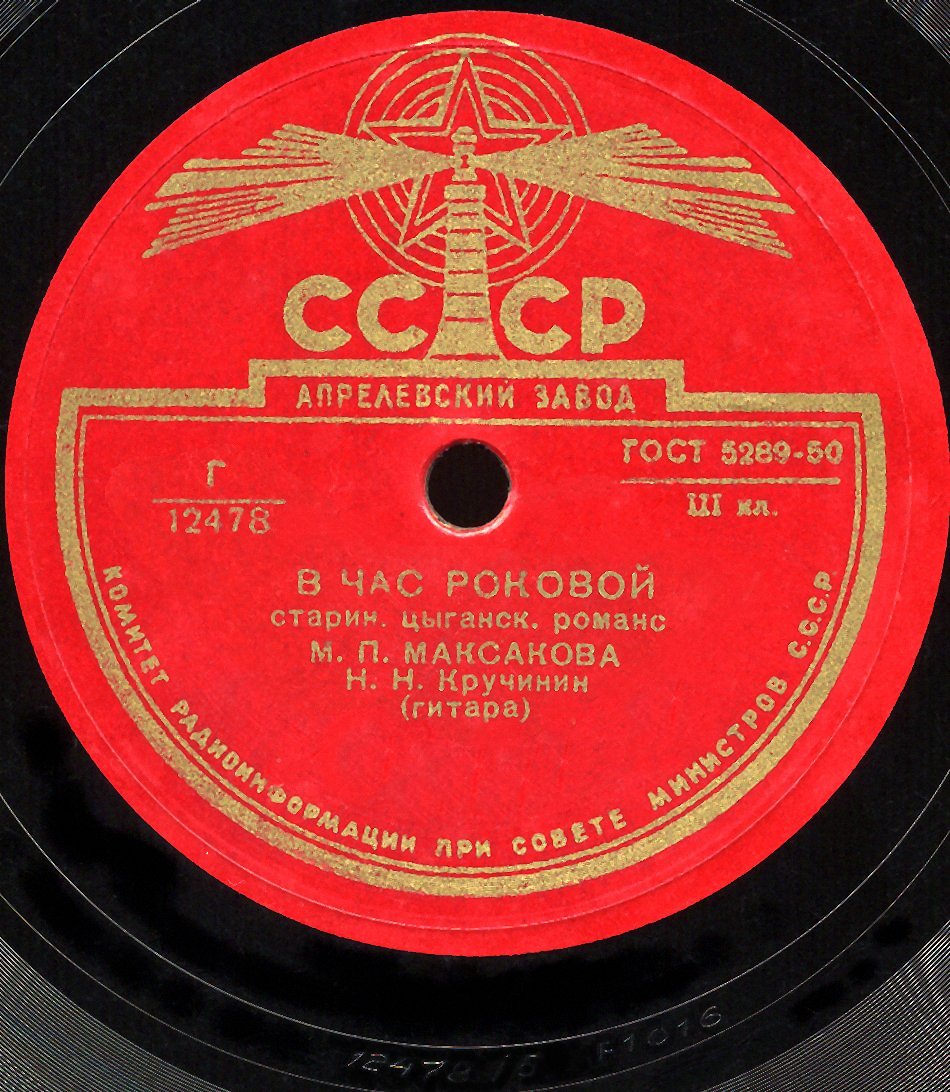 СССР
АПРЕЛЕВСКИЙ ЗАВОД
Г
12478
ГОСТ 5289-50
III кл.
В ЧАС РОКОВОЙ
старин. цыганск. романс
М. П. МАКСАКОВА
Н. Н. Кручинин
(гитара)
КОМИТЕТ РАДИОИНФОРМАЦИИ ПРИ СОВЕТЕ МИНИСТРОВ С.С.С.Р.
12478